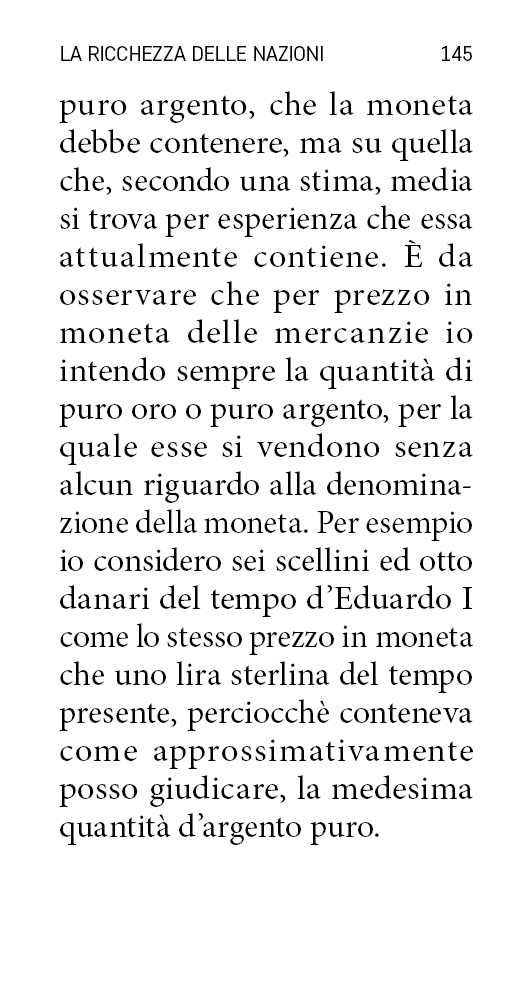 LA RICCHEZZA DELLE NAZIONI 145
puro argento, che la moneta
debbe contenere, ma su quella
che, secondo una stima, media
si trova per esperienza che essa
attualmente contiene. È da
osservare che per prezzo in
moneta delle mercanzie io
intendo sempre la quantità di
puro oro o puro argento, per la
quale esse si vendono senza
alcun riguardo alla denomina-
zione della moneta. Per esempio
io considero sei scellini ed otto
danari del tempo d’Eduardo I
come lo stesso prezzo in moneta
che uno lira sterlina del tempo
presente, perciocchè conteneva
come approssimativamente
posso giudicare, la medesima
quantità d’argento puro.